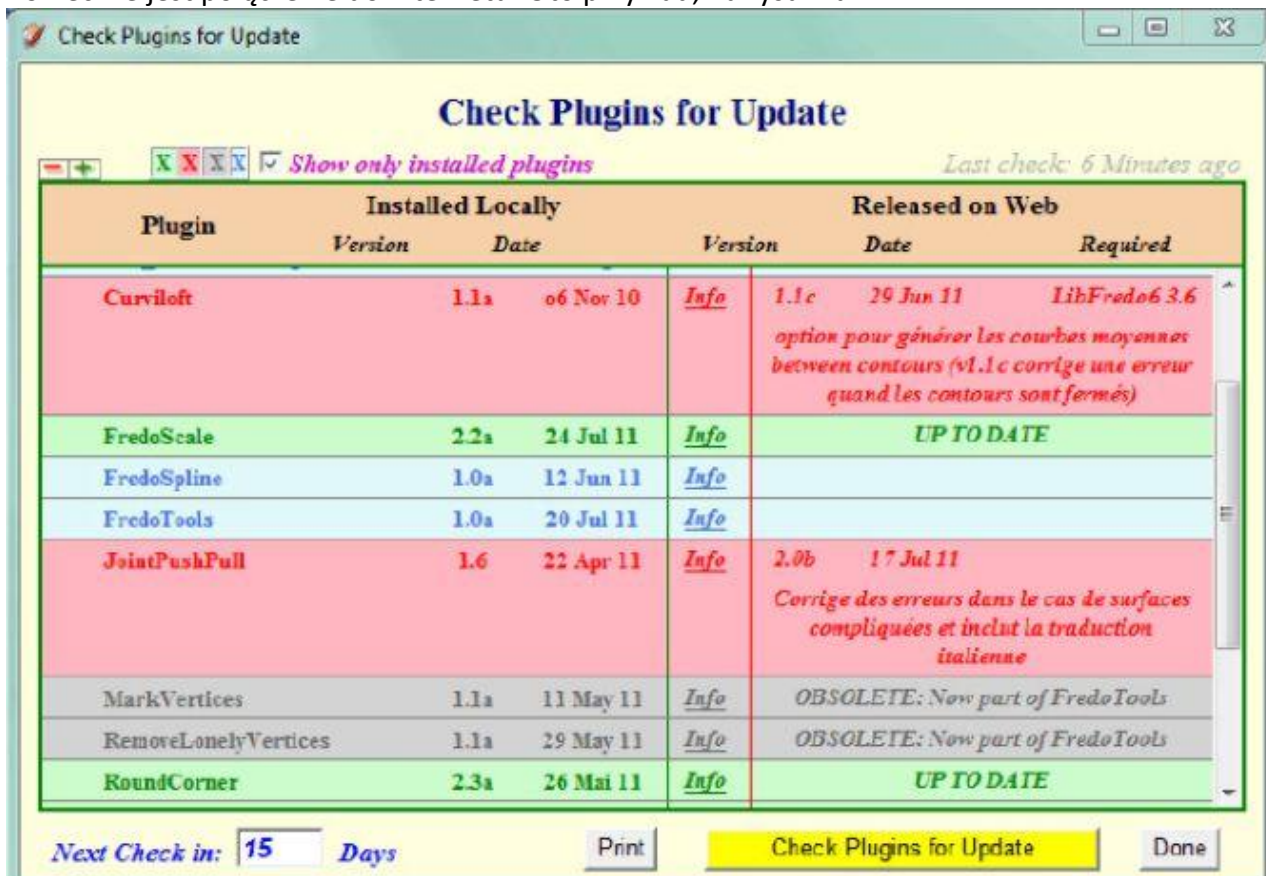 Check Plugins for Update
Check Plugins for Update
X X X X Show only installed plugins Last check: 6 Minutes ago
Plugin Installed Locally Released on Web
Version Date Version Date Required
Curviloft 1.1a o6 Nov 10 Info 1.1c 29 Jun 11 LibFredo6 3.6
option pour générer les courbes moyennes
between contours (v1.1c corrige une erreur
quand les contours sont fermés)
FredoScale 2.2a 24 Jul 11 Info UP TO DATE
FredoSpline 1.0a 12 Jun 11 Info
FredoTools 1.0a 20 Jul 11 Info
JointPushPull 1.6 22 Apr 11 Info 2.0b 17 Jul 11
Corrige des erreurs dans le cas de surfaces
compliquées et inclut la traduction
italienne
MarkVertices 1.1a 11 May 11 Info OBSOLETE: Now part of FredoTools
RemoveLonelyVertices 1.1a 29 May 11 Info OBSOLETE: Now part of FredoTools
RoundCorner 2.3a 26 Mai 11 Info UP TO DATE
Next Check in: 15 Days Print Check Plugins for Update Done